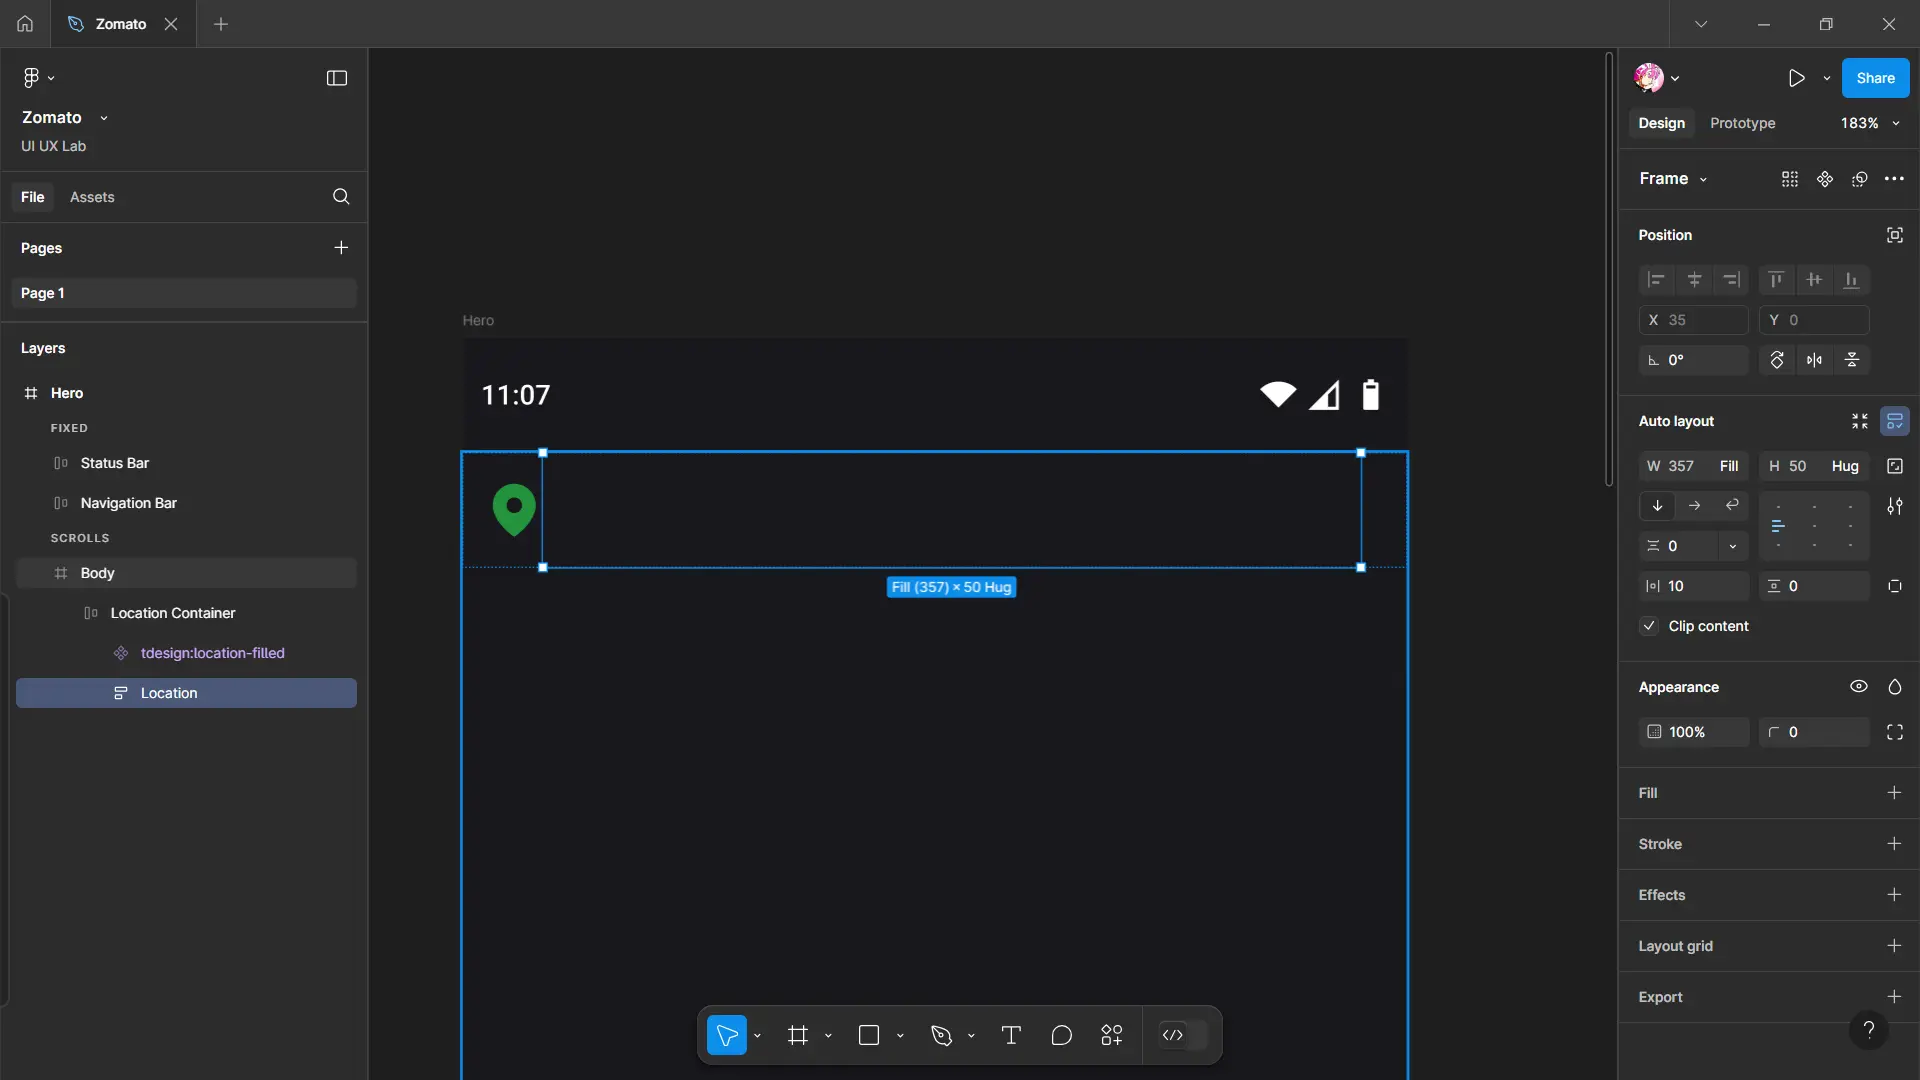 Zomato
Zomato
UI UX Lab
File
Assets
Pages
Page 1
Layers
Hero
FIXED
Status Bar
Navigation Bar
SCROLLS
Body
Location Container
tdesign:location-filled
Location
Hero
11:07
Fill (357) × 50 Hug
Share
Design
Prototype
183%
Frame
Position
X 35
Y 0
0°
Auto layout
W 357 Fill
H 50 Hug
0
10
0
Clip content
Appearance
100%
0
Fill
Stroke
Effects
Layout grid
Export
?